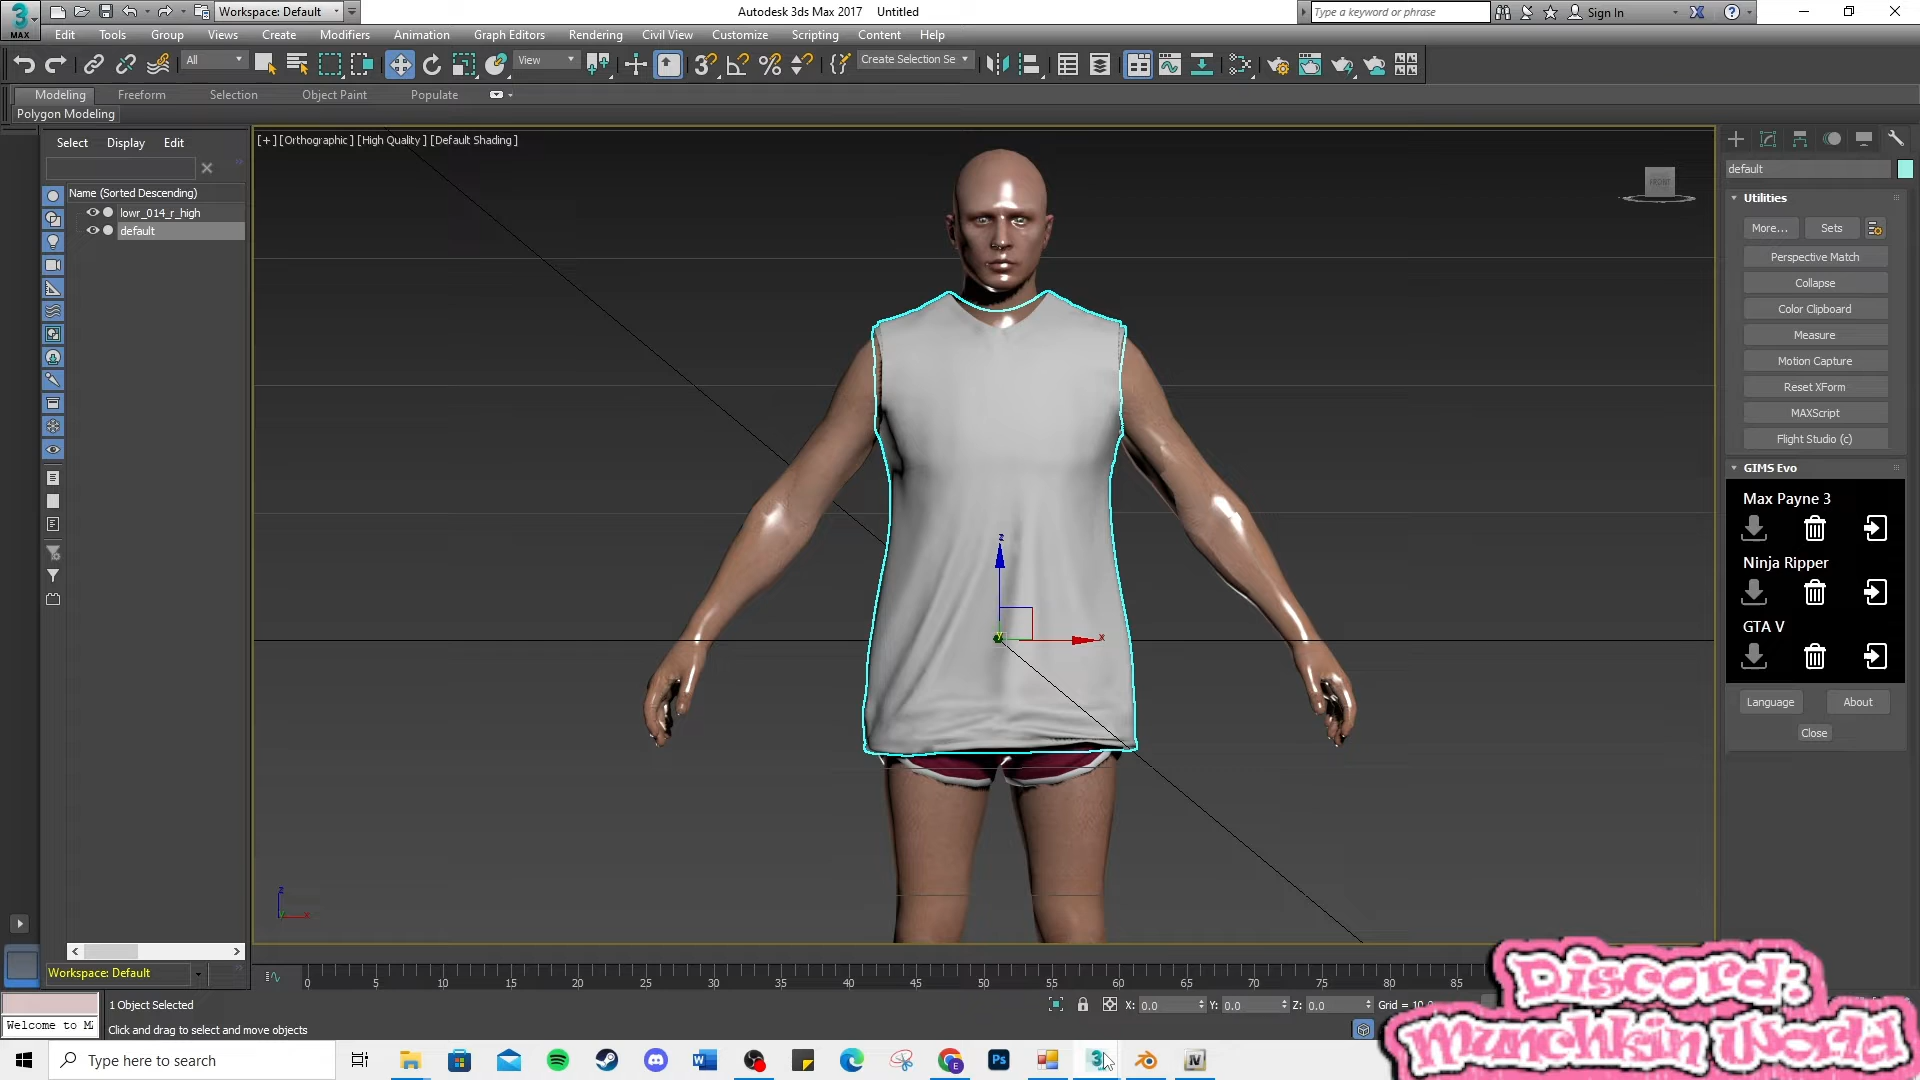 Workspace: Default
Autodesk 3ds Max 2017 Untitled
Type a keyword or phrase
Sign In
MAX
Edit Tools Group Views Create Modifiers Animation Graph Editors Rendering Civil View Customize Scripting Content Help
All
View
Create Selection Se
Modeling Freeform Selection Object Paint Populate
Polygon Modeling
Select Display Edit
[+] [Orthographic] [High Quality] [Default Shading]
FRONT
default
Name (Sorted Descending)
lowr_014_r_high
default
Utilities
More... Sets
Perspective Match
Collapse
Color Clipboard
Measure
Motion Capture
Reset XForm
MAXScript
Flight Studio (c)
GIMS Evo
Max Payne 3
Ninja Ripper
GTA V
Language About
Close
z
y
x
z
x
Workspace: Default
0 5 10 15 20 25 30 35 40 45 50 55 60 65 70 75 80 85
1 Object Selected
X: 0.0 Y: 0.0 Z: 0.0 Grid = 10.0
Welcome to M
Click and drag to select and move objects
Type here to search
Discord:
Munchkin World